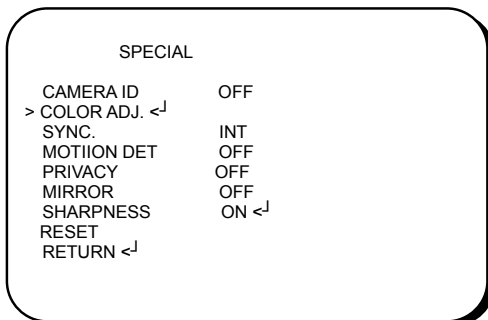 SPECIAL
CAMERA ID OFF
> COLOR ADJ. <┘
SYNC. INT
MOTIION DET OFF
PRIVACY OFF
MIRROR OFF
SHARPNESS ON <┘
RESET
RETURN <┘